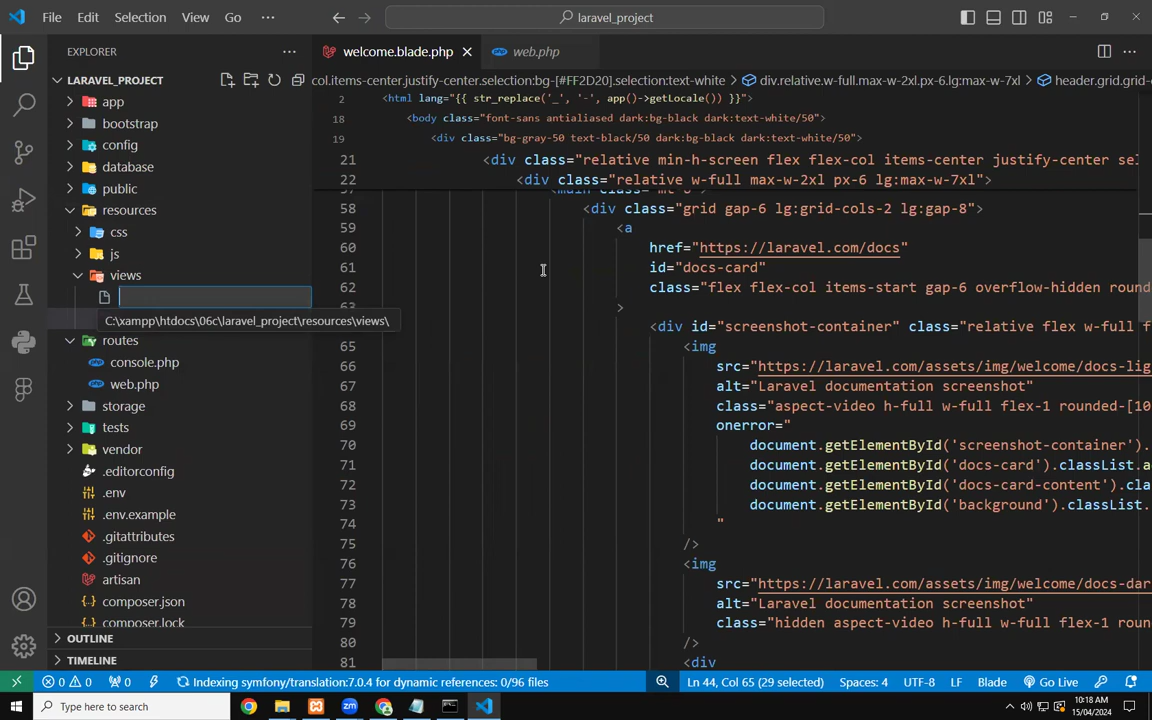 File Edit Selection View Go ··· laravel_project
EXPLORER ···
welcome.blade.php
web.php
LARAVEL_PROJECT
col.items-center.justify-center.selection:bg-[#FF2D20].selection:text-white > div.relative.w-full.max-w-2xl.px-6.lg:max-w-7xl > header.grid.grid-
app
bootstrap
config
database
public
resources
css
js
views
C:\xampp\htdocs\06c\laravel_project\resources\views\
routes
console.php
web.php
storage
tests
vendor
.editorconfig
.env
.env.example
.gitattributes
.gitignore
artisan
composer.json
composer.lock
OUTLINE
TIMELINE
2 <html lang="{{ str_replace('_', '-', app()->getLocale()) }}">
18 <body class="font-sans antialiased dark:bg-black dark:text-white/50">
19 <div class="bg-gray-50 text-black/50 dark:bg-black dark:text-white/50">
21 <div class="relative min-h-screen flex flex-col items-center justify-center sel
22 <div class="relative w-full max-w-2xl px-6 lg:max-w-7xl">
58 <div class="grid gap-6 lg:grid-cols-2 lg:gap-8">
59 <a
60 href="https://laravel.com/docs"
61 id="docs-card"
62 class="flex flex-col items-start gap-6 overflow-hidden round
63 >
<div id="screenshot-container" class="relative flex w-full f
65 <img
66 src="https://laravel.com/assets/img/welcome/docs-lig
67 alt="Laravel documentation screenshot"
68 class="aspect-video h-full w-full flex-1 rounded-[10
69 onerror="
70 document.getElementById('screenshot-container').
71 document.getElementById('docs-card').classList.a
72 document.getElementById('docs-card-content').cla
73 document.getElementById('background').classList.
74 "
75 />
76 <img
77 src="https://laravel.com/assets/img/welcome/docs-dar
78 alt="Laravel documentation screenshot"
79 class="hidden aspect-video h-full w-full flex-1 roun
80 />
81 <div
0 0 0 Indexing symfony/translation:7.0.4 for dynamic references: 0/96 files Ln 44, Col 65 (29 selected) Spaces: 4 UTF-8 LF Blade Go Live
Type here to search
zm
10:18 AM
15/04/2024